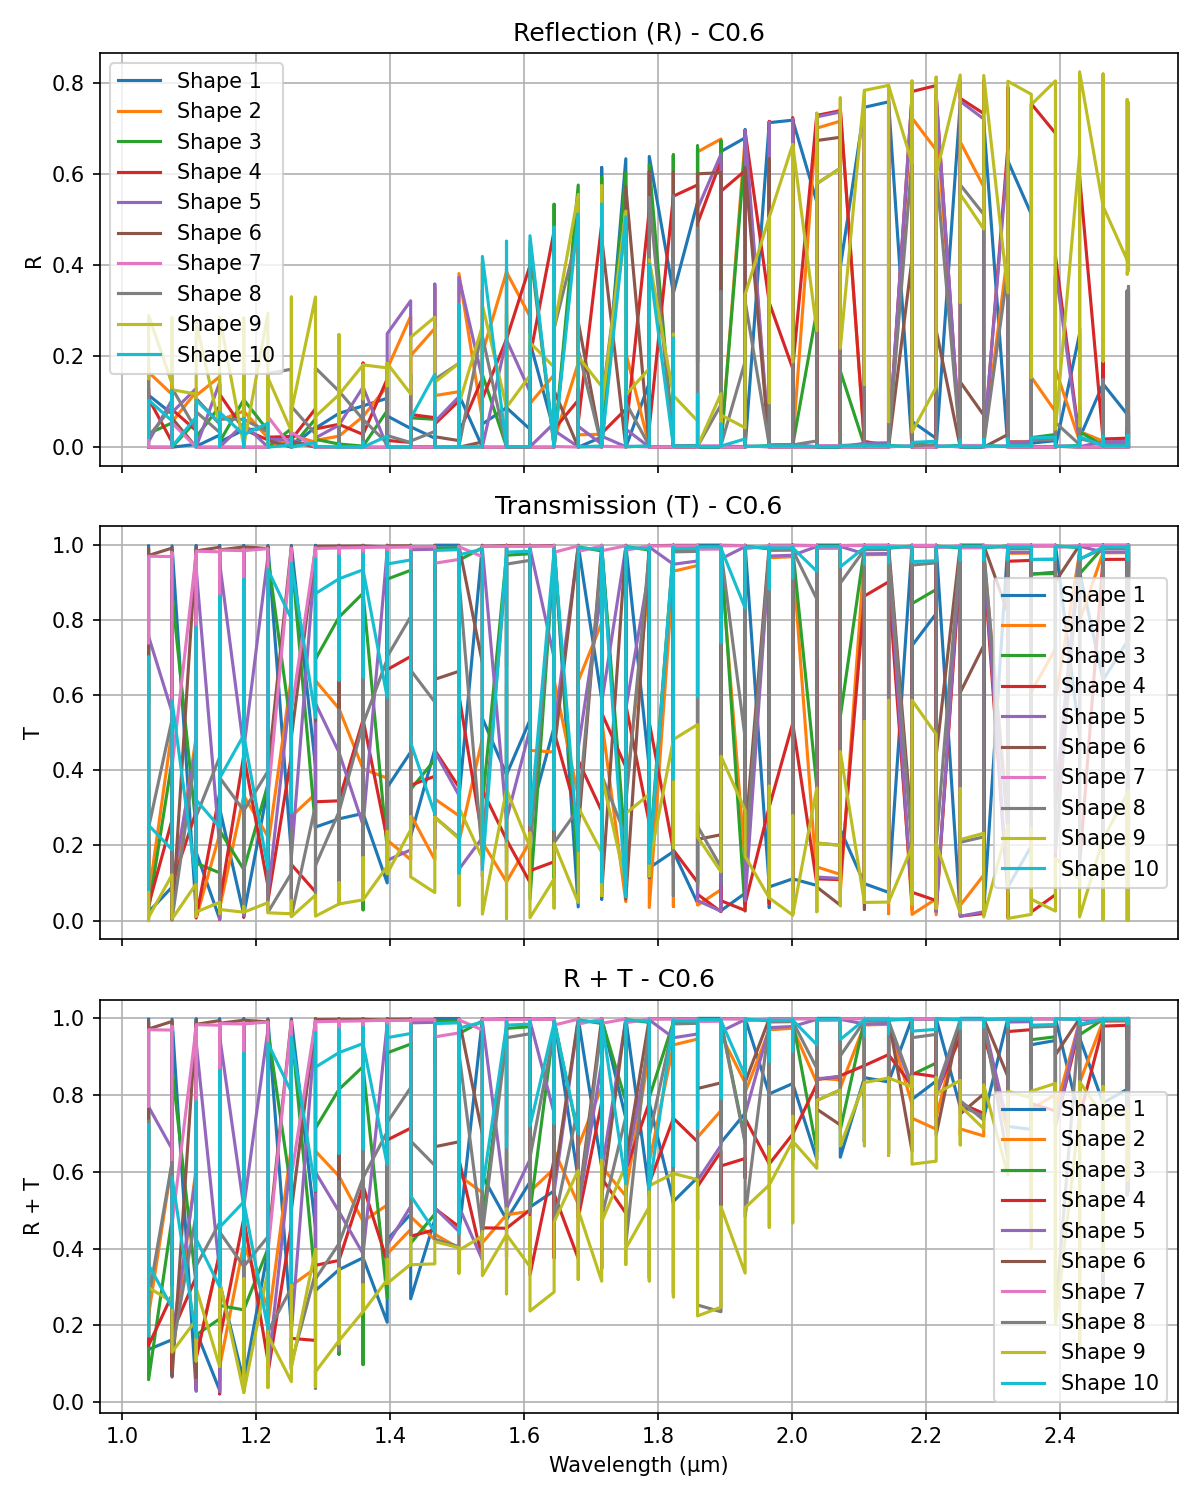 Reflection (R) - C0.6
0.8
0.6
0.4
0.2
0.0
R
Shape 1
Shape 2
Shape 3
Shape 4
Shape 5
Shape 6
Shape 7
Shape 8
Shape 9
Shape 10
Transmission (T) - C0.6
1.0
0.8
0.6
0.4
0.2
0.0
T
Shape 1
Shape 2
Shape 3
Shape 4
Shape 5
Shape 6
Shape 7
Shape 8
Shape 9
Shape 10
R + T - C0.6
1.0
0.8
0.6
0.4
0.2
0.0
R + T
Shape 1
Shape 2
Shape 3
Shape 4
Shape 5
Shape 6
Shape 7
Shape 8
Shape 9
Shape 10
1.0 1.2 1.4 1.6 1.8 2.0 2.2 2.4
Wavelength (μm)